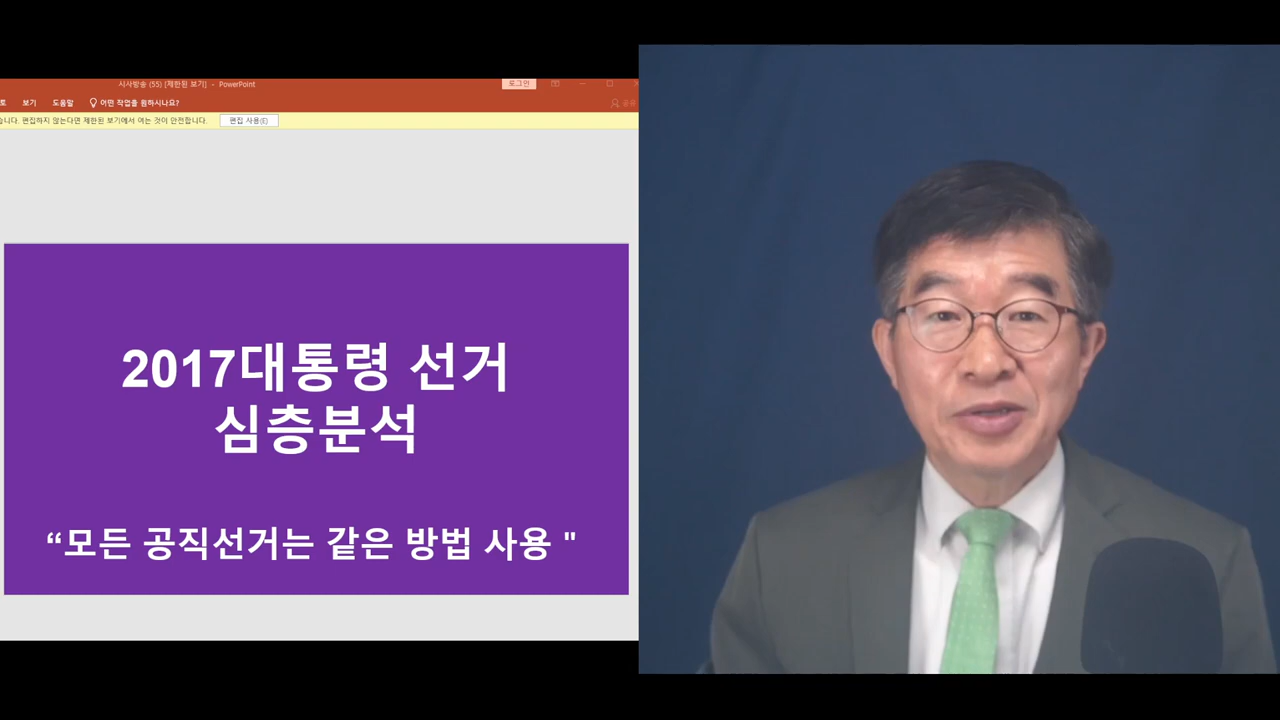 시사방송 (55) [제한된 보기] - PowerPoint
로그인
보기
도움말
어떤 작업을 원하시나요?
공유
편집하지 않는다면 제한된 보기에서 여는 것이 안전합니다.
편집 사용(E)
2017대통령 선거
심층분석
“모든 공직선거는 같은 방법 사용 "